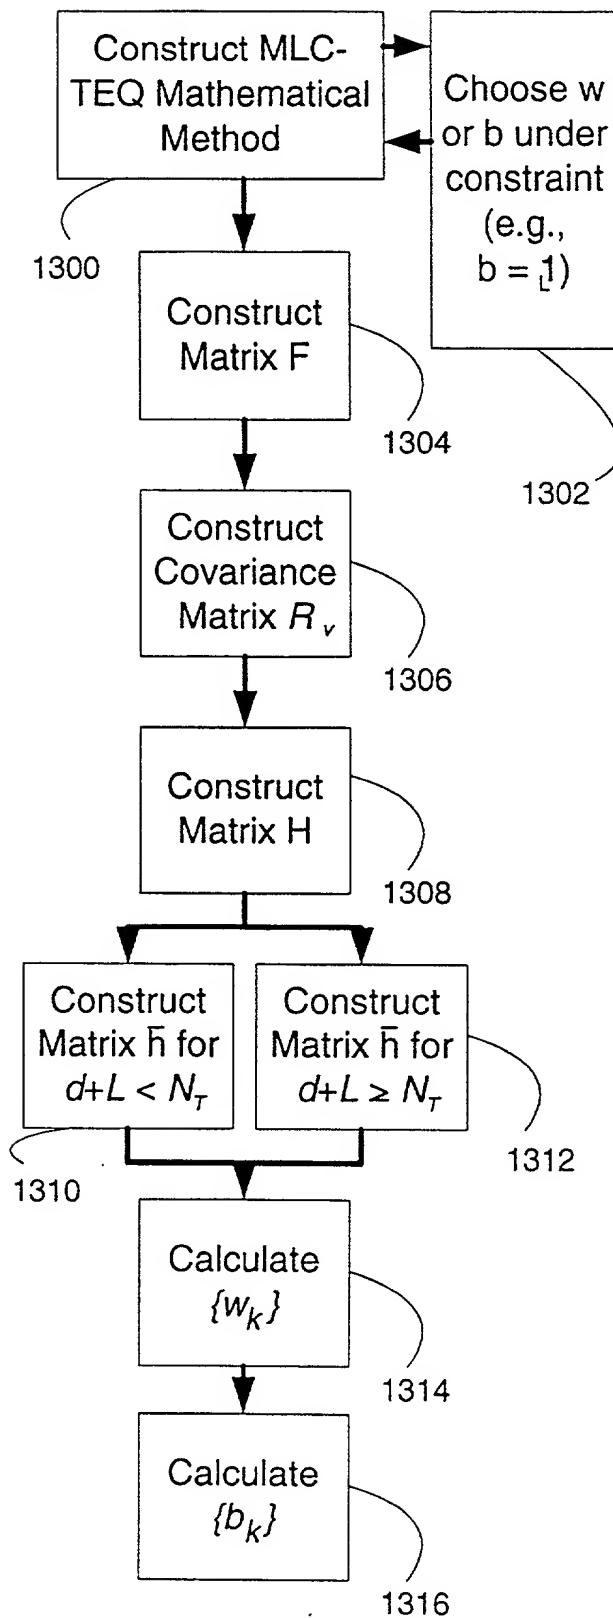 Construct MLC-
TEQ Mathematical
Method
1300
Choose w
or b under
constraint
(e.g.,
b_L = 1)
1302
Construct
Matrix F
1304
Construct
Covariance
Matrix R_v
1306
Construct
Matrix H
1308
Construct
Matrix h̄ for
d+L < N_T
1310
Construct
Matrix h̄ for
d+L ≥ N_T
1312
Calculate
{w_k}
1314
Calculate
{b_k}
1316